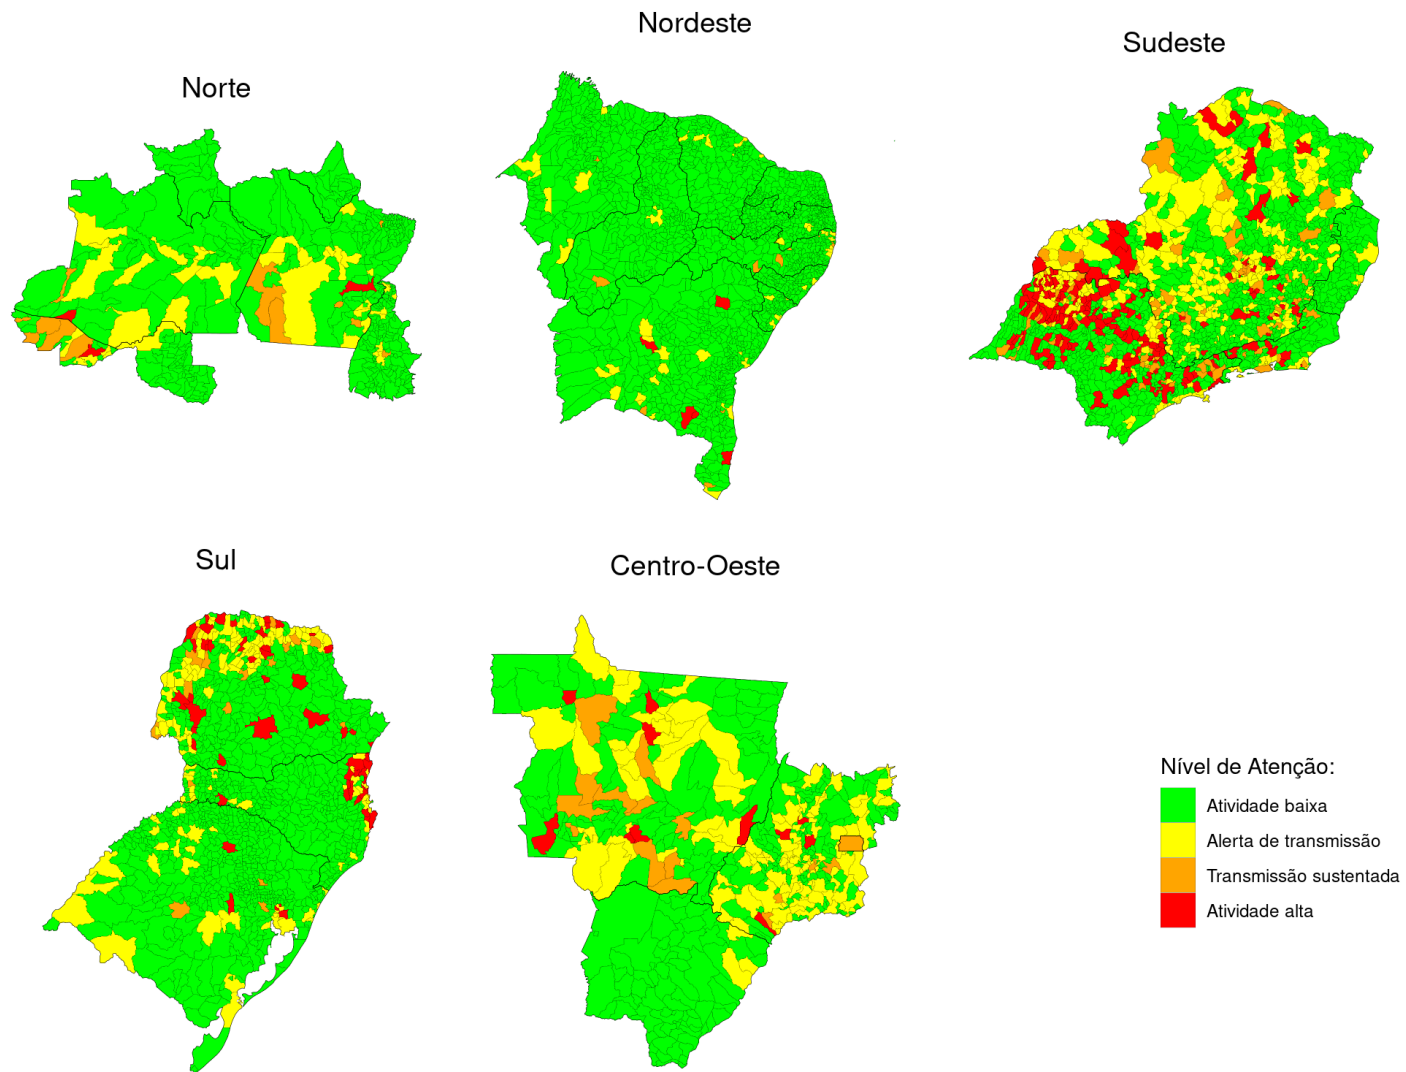 Nordeste
Sudeste
Norte
Sul
Centro-Oeste
Nível de Atenção:
Atividade baixa
Alerta de transmissão
Transmissão sustentada
Atividade alta